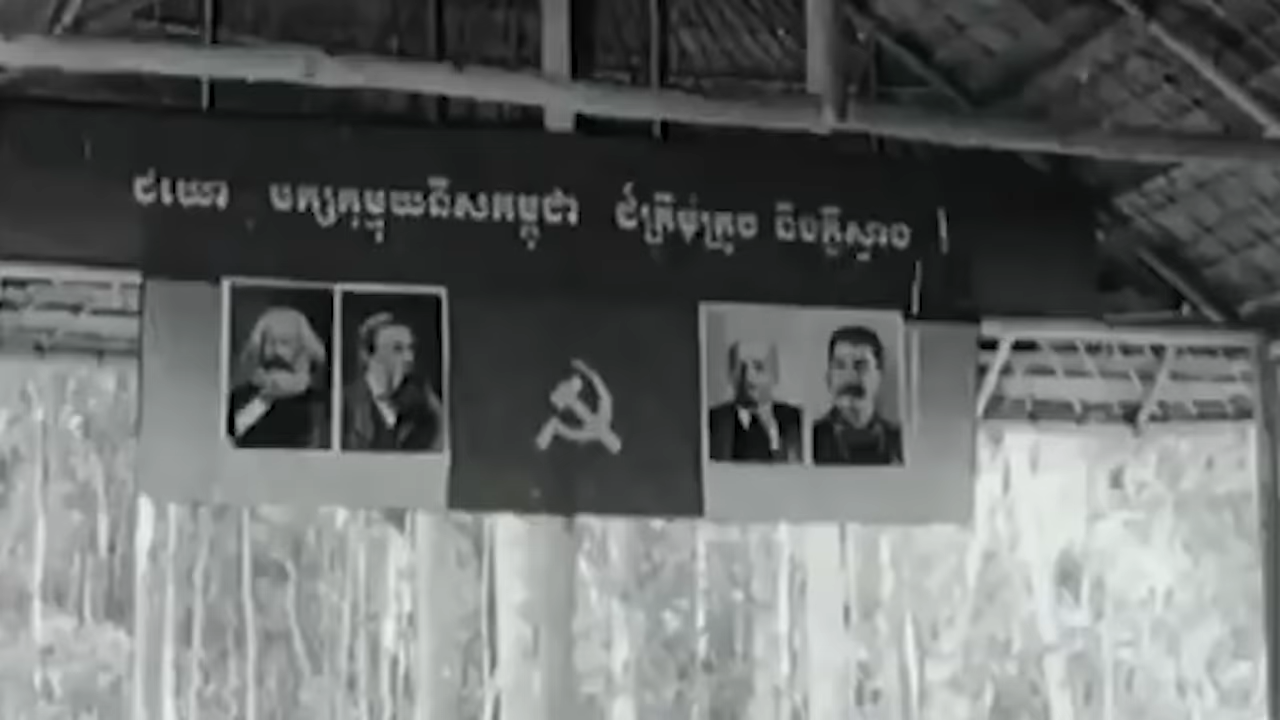 ជយោ បក្សកុម្មុយនិសកម្ពុជា ដ៏ត្រឹមត្រូវ និងភ្លឺស្វាង !